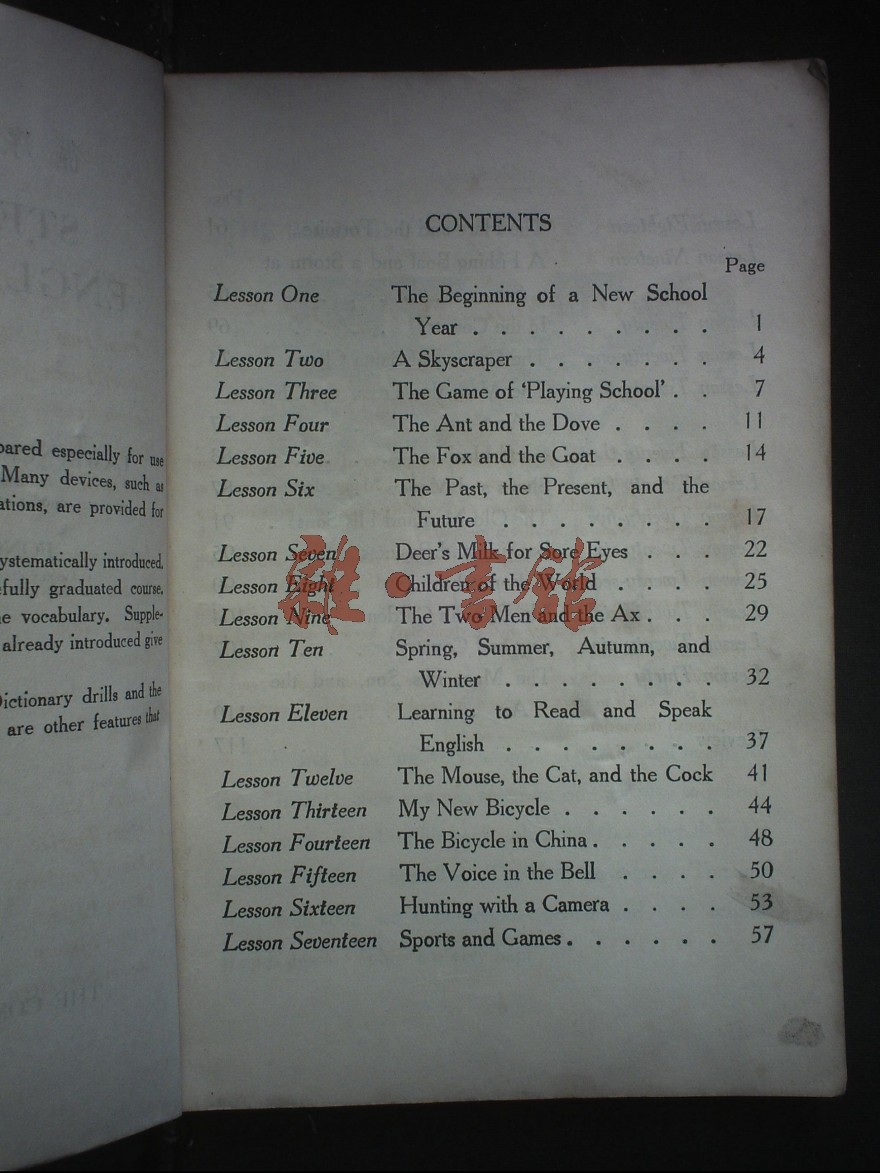 pared especially for use
Many devices, such as
ations, are provided for
ystematically introduced.
fully graduated course,
e vocabulary. Supple-
already introduced give
Dictionary drills and the
are other features that
CONTENTS
Page
Lesson One The Beginning of a New School
Year . . . . . . . . . 1
Lesson Two A Skyscraper . . . . . . . 4
Lesson Three The Game of ‘Playing School’ . . 7
Lesson Four The Ant and the Dove . . . . 11
Lesson Five The Fox and the Goat . . . . 14
Lesson Six The Past, the Present, and the
Future . . . . . . . . 17
Lesson Seven Deer's Milk for Sore Eyes . . . 22
Lesson Eight Children of the World . . . . 25
Lesson Nine The Two Men and the Ax . . . 29
Lesson Ten Spring, Summer, Autumn, and
Winter . . . . . . . . 32
Lesson Eleven Learning to Read and Speak
English . . . . . . . . 37
Lesson Twelve The Mouse, the Cat, and the Cock 41
Lesson Thirteen My New Bicycle . . . . . . 44
Lesson Fourteen The Bicycle in China . . . . . 48
Lesson Fifteen The Voice in the Bell . . . . 50
Lesson Sixteen Hunting with a Camera . . . . 53
Lesson Seventeen Sports and Games . . . . . . 57
雜·書館